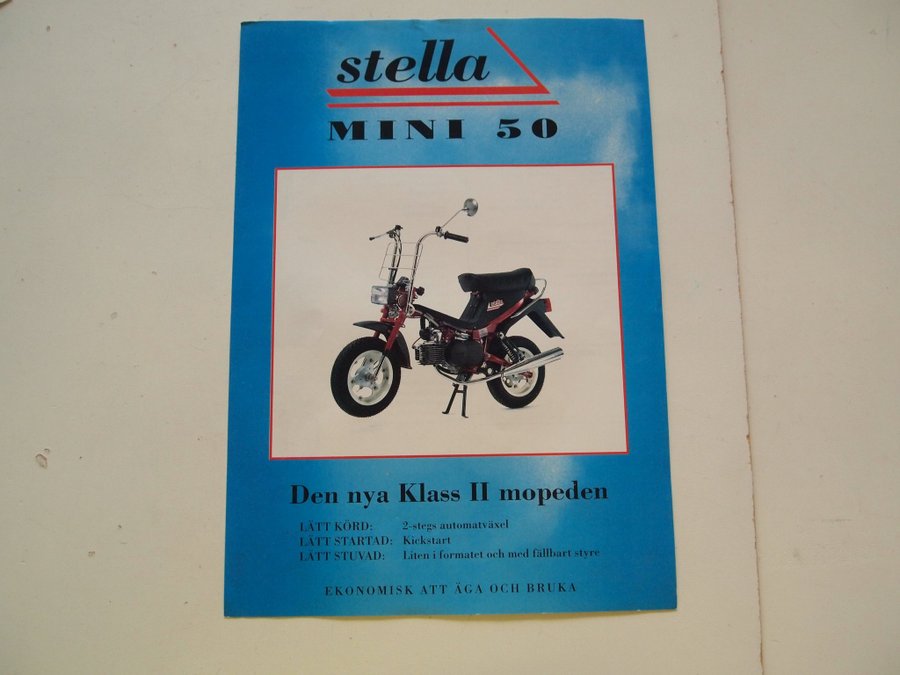 stella
MINI 50
Den nya Klass II mopeden
LÄTT KÖRD: 2-stegs automatväxel
LÄTT STARTAD: Kickstart
LÄTT STUVAD: Liten i formatet och med fällbart styre
EKONOMISK ATT ÄGA OCH BRUKA